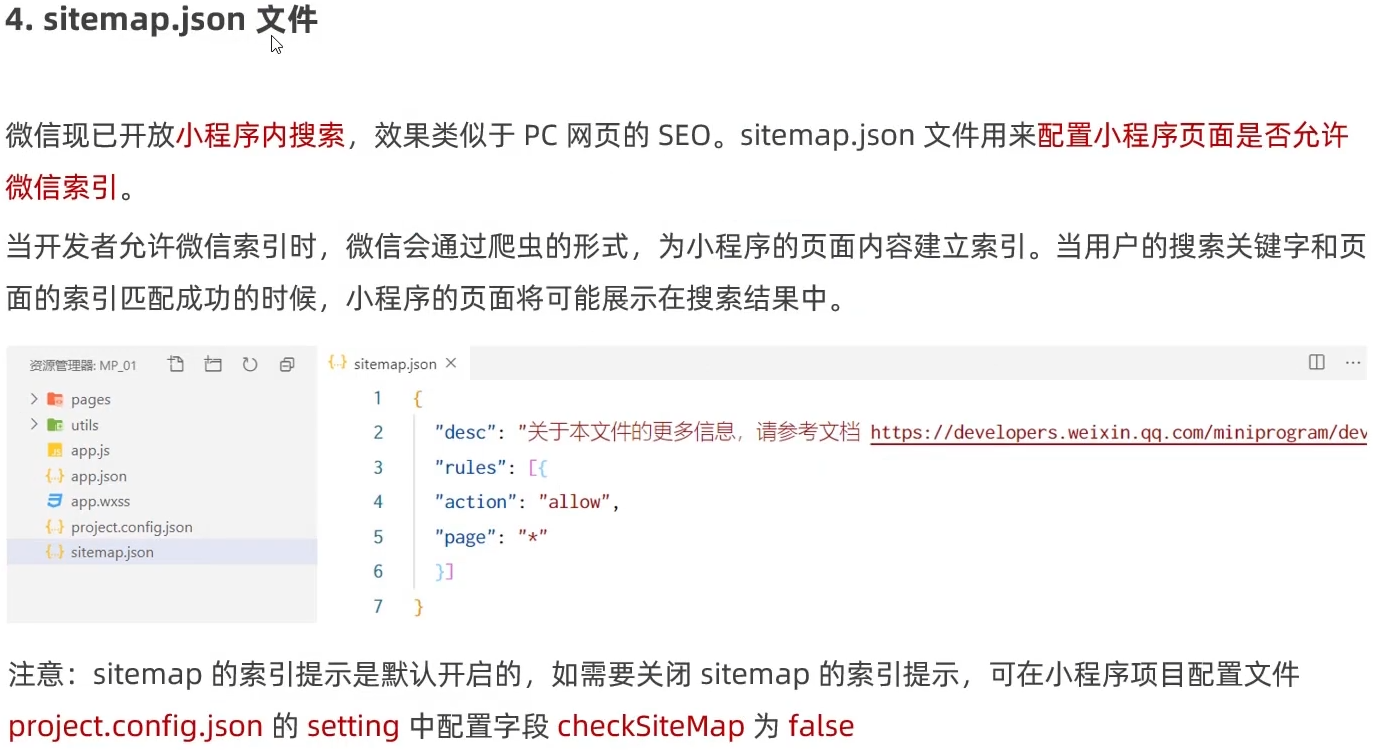 4. sitemap.json 文件
微信现已开放小程序内搜索，效果类似于 PC 网页的 SEO。sitemap.json 文件用来配置小程序页面是否允许
微信索引。
当开发者允许微信索引时，微信会通过爬虫的形式，为小程序的页面内容建立索引。当用户的搜索关键字和页
面的索引匹配成功的时候，小程序的页面将可能展示在搜索结果中。
资源管理器: MP_01
pages
utils
app.js
app.json
app.wxss
project.config.json
sitemap.json
sitemap.json
1 {
2 "desc": "关于本文件的更多信息，请参考文档 https://developers.weixin.qq.com/miniprogram/dev
3 "rules": [{
4 "action": "allow",
5 "page": "*"
6 }]
7 }
注意：sitemap 的索引提示是默认开启的，如需要关闭 sitemap 的索引提示，可在小程序项目配置文件
project.config.json 的 setting 中配置字段 checkSiteMap 为 false